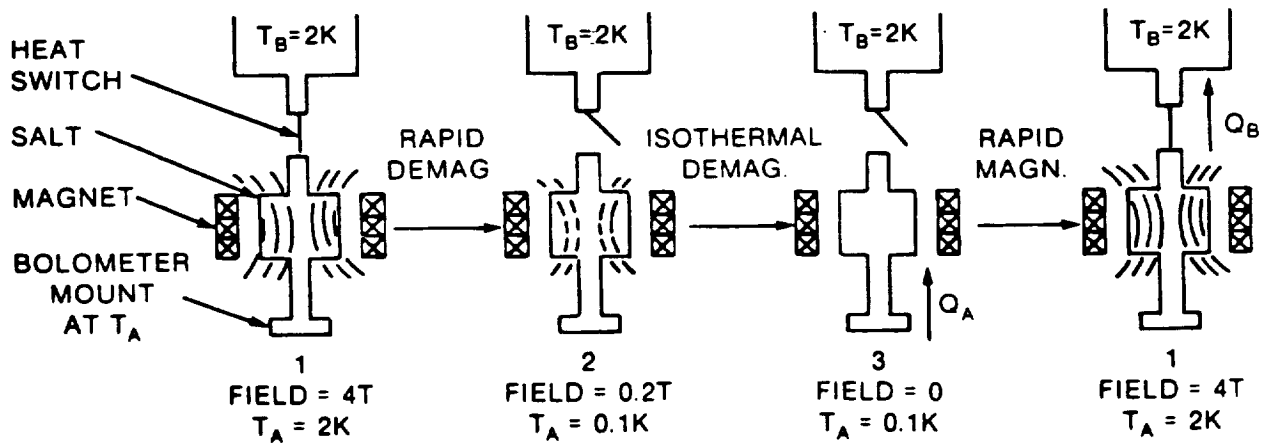 T_B=2K
T_B=2K
T_B=2K
T_B=2K
HEAT
SWITCH
SALT
MAGNET
BOLOMETER
MOUNT
AT T_A
RAPID
DEMAG
ISOTHERMAL
DEMAG.
RAPID
MAGN.
Q_B
Q_A
1
FIELD = 4T
T_A = 2K
2
FIELD = 0.2T
T_A = 0.1K
3
FIELD = 0
T_A = 0.1K
1
FIELD = 4T
T_A = 2K